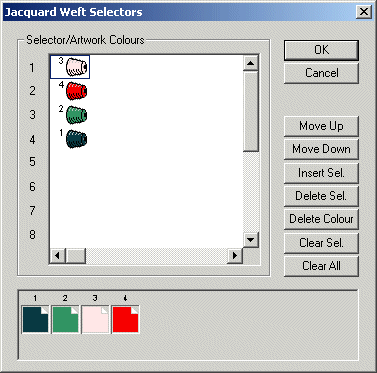 Jacquard Weft Selectors
Selector/Artwork Colours
1 3
2 4
3 2
4 1
5
6
7
8
OK
Cancel
Move Up
Move Down
Insert Sel.
Delete Sel.
Delete Colour
Clear Sel.
Clear All
1 2 3 4